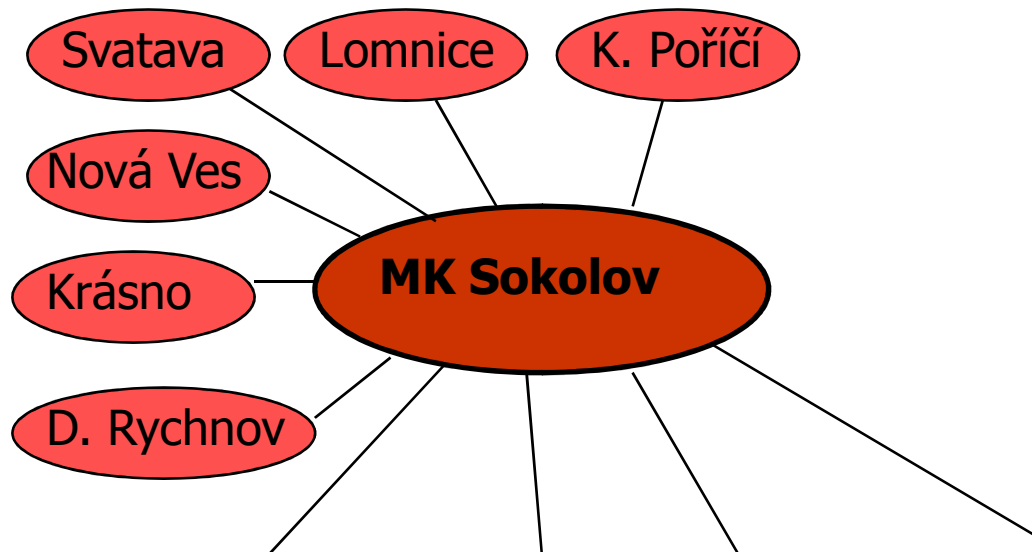 Svatava
Lomnice
K. Poříčí
Nová Ves
MK Sokolov
Krásno
D. Rychnov